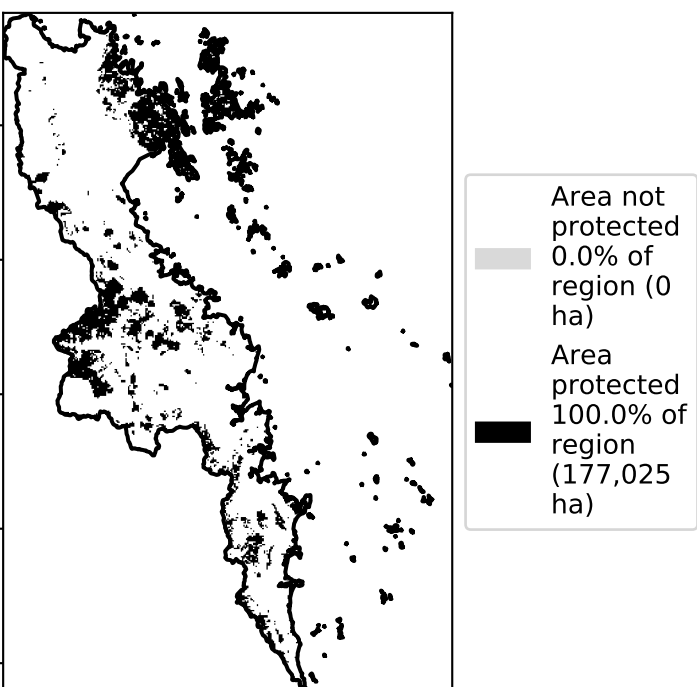 Area not
protected
0.0% of
region (0
ha)
Area
protected
100.0% of
region
(177,025
ha)